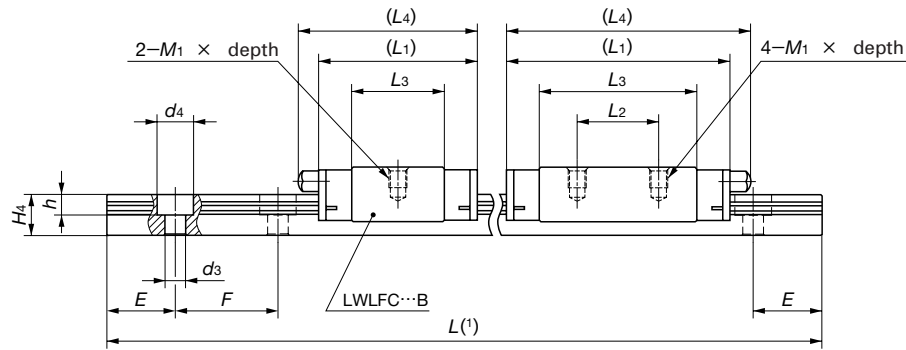 (L4) (L4)
2−M1 × depth (L1) (L1) 4−M1 × depth
L3 L3
d4 L2
H4 h
d3
E F LWLFC…B E
L(1)